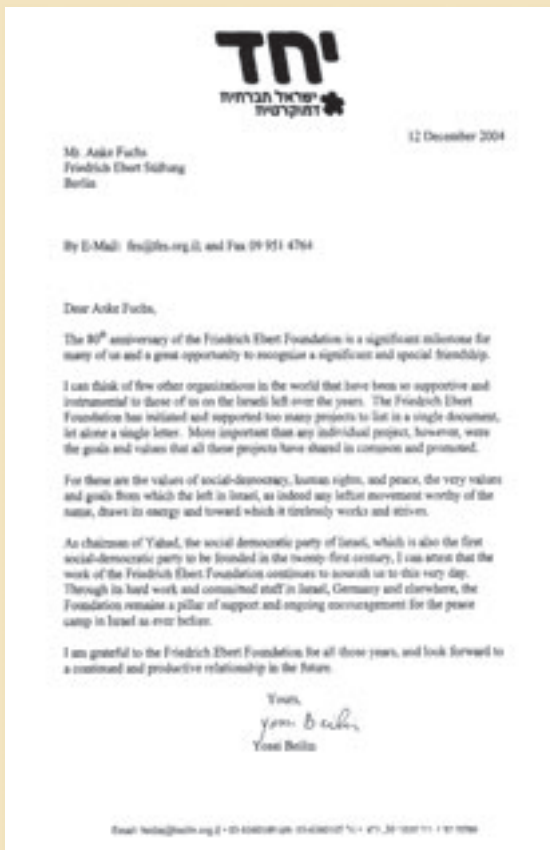 יחד
ישראל חברתית
דמוקרטית
12 December 2004
Mr. Anke Fuchs
Friedrich Ebert Stiftung
Berlin
By E-Mail: fes@fes.org.il; and Fax 09 951 4764
Dear Anke Fuchs,
The 80th anniversary of the Friedrich Ebert Foundation is a significant milestone for
many of us and a great opportunity to recognize a significant and special friendship.
I can think of few other organizations in the world that have been so supportive and
instrumental to those of us on the Israeli left over the years. The Friedrich Ebert
Foundation has initiated and supported too many projects to list in a single document,
let alone a single letter. More important than any individual project, however, were
the goals and values that all these projects have shared in common and promoted.
For these are the values of social-democracy, human rights, and peace, the very values
and goals from which the left in Israel, as indeed any leftist movement worthy of the
name, draws its energy and toward which it tirelessly works and strives.
As chairman of Yahad, the social democratic party of Israel, which is also the first
social-democratic party to be founded in the twenty-first century, I can attest that the
work of the Friedrich Ebert Foundation continues to nourish us to this very day.
Through its hard work and committed staff in Israel, Germany and elsewhere, the
Foundation remains a pillar of support and ongoing encouragement for the peace
camp in Israel as ever before.
I am grateful to the Friedrich Ebert Foundation for all those years, and look forward to
a continued and productive relationship in the future.
Yours,
Yossi Beilin
Yossi Beilin